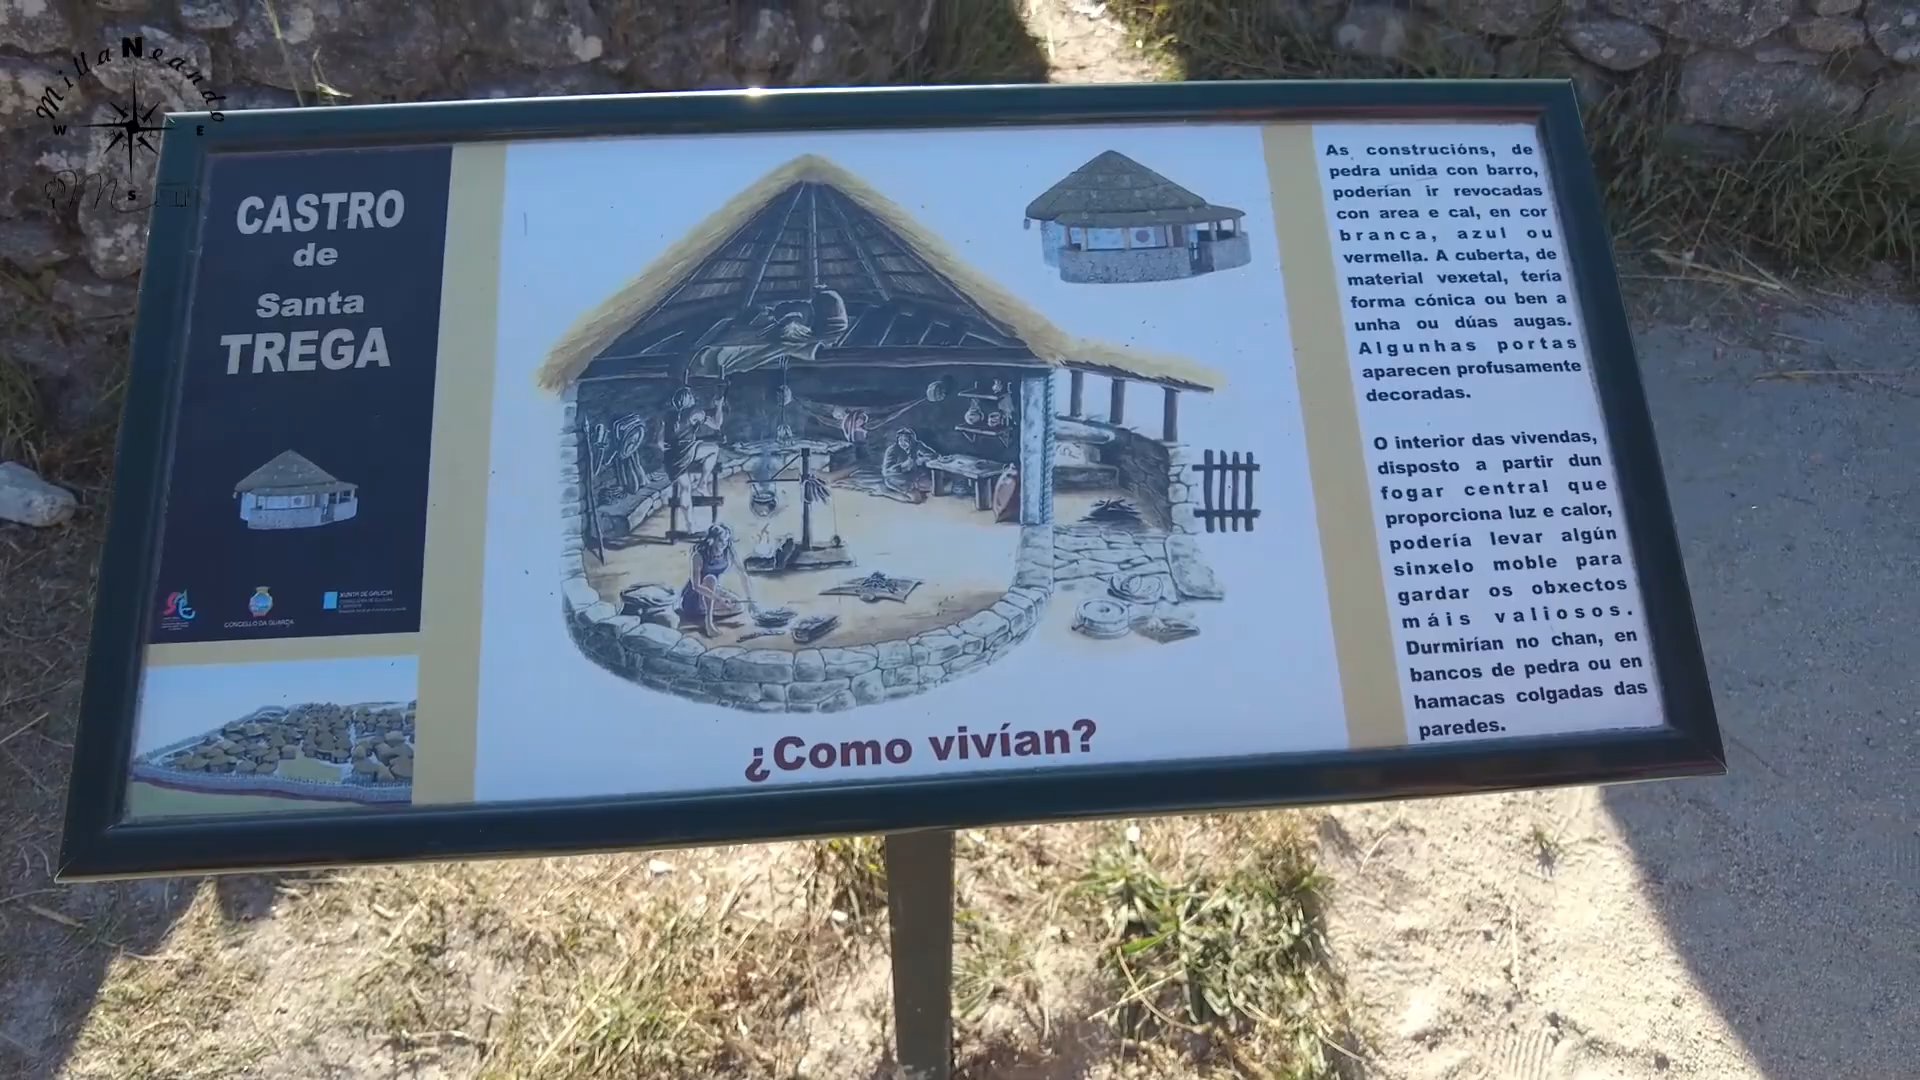 MillaNeando
N
W
E
S
CASTRO
de
Santa
TREGA
CONCELLO DA GUARDA
XUNTA DE GALICIA
¿Como vivían?
As construcións, de
pedra unida con barro,
poderían ir revocadas
con area e cal, en cor
branca, azul ou
vermella. A cuberta, de
material vexetal, tería
forma cónica ou ben a
unha ou dúas augas.
Algunhas portas
aparecen profusamente
decoradas.
O interior das vivendas,
disposto a partir dun
fogar central que
proporciona luz e calor,
podería levar algún
sinxelo moble para
gardar os obxectos
máis valiosos.
Durmirían no chan, en
bancos de pedra ou en
hamacas colgadas das
paredes.